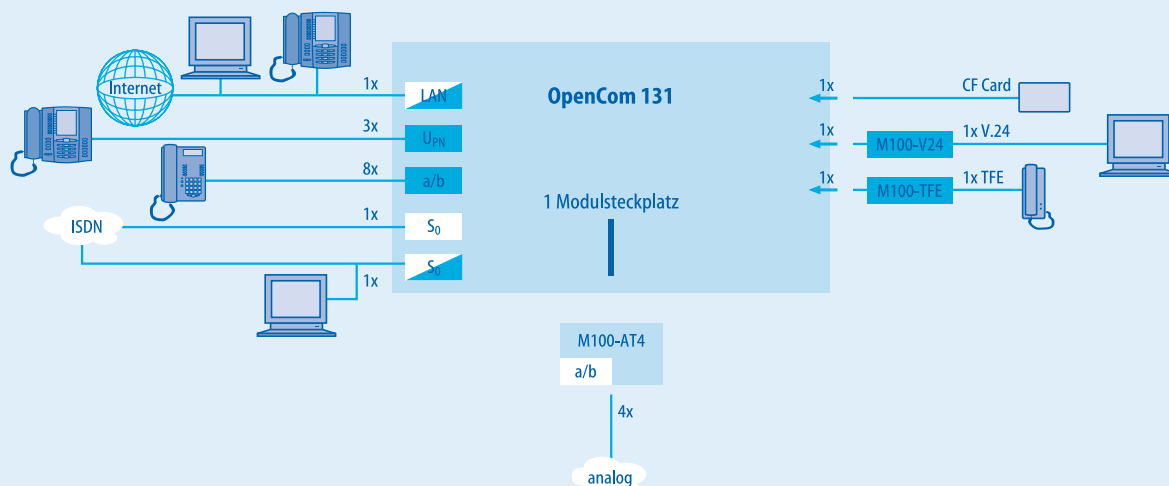 Internet
1x
LAN
OpenCom 131
1x
CF Card
3x
UPN
1x
M100-V24
1x V.24
8x
a/b
1x
M100-TFE
1x TFE
1 Modulsteckplatz
ISDN
1x
S0
1x
S0
M100-AT4
a/b
4x
analog